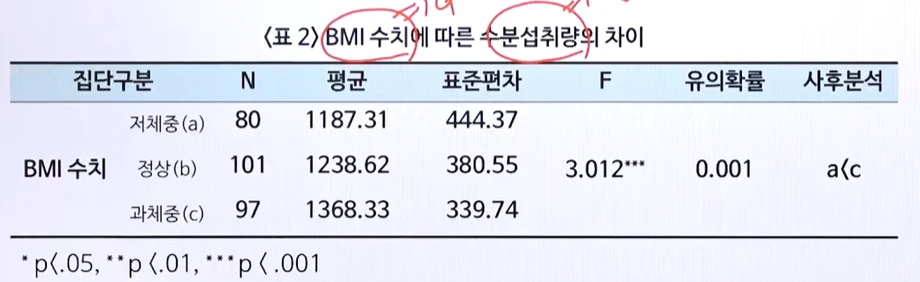 <표 2> BMI 수치에 따른 수분섭취량의 차이
집단구분 N 평균 표준편차 F 유의확률 사후분석
저체중(a) 80 1187.31 444.37
BMI 수치 정상(b) 101 1238.62 380.55 3.012*** 0.001 a<c
과체중(c) 97 1368.33 339.74
* p<.05, **p <.01, ***p < .001